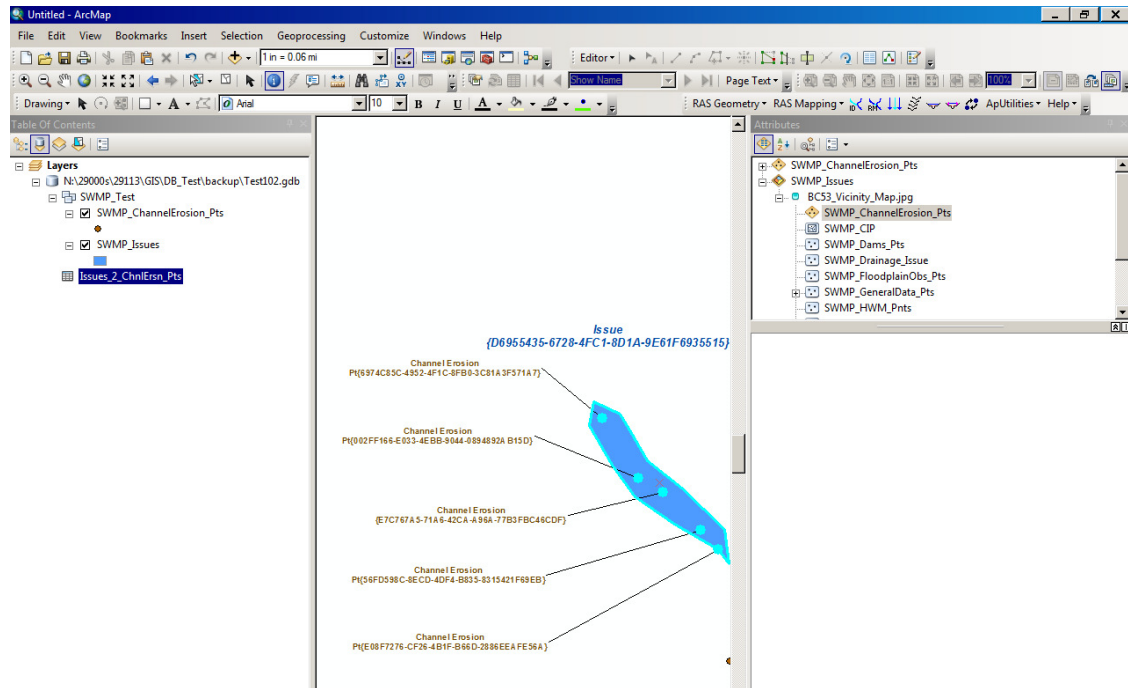 Untitled - ArcMap
File Edit View Bookmarks Insert Selection Geoprocessing Customize Windows Help
1 in = 0.06 mi
Editor
Show Name
Page Text
100%
Drawing
A
Arial
10
B I U A
RAS Geometry RAS Mapping ApUtilities Help
Table Of Contents
Layers
N:\29000s\29113\GIS\DB_Test\backup\Test102.gdb
SWMP_Test
SWMP_ChannelErosion_Pts
SWMP_Issues
Issues_2_ChnlErsn_Pts
Issue
{D6955435-6728-4FC1-8D1A-9E61F6935515}
Channel Erosion
Pt{6974C85C-4952-4F1C-8FB0-3C81A3F571A7}
Channel Erosion
Pt{002FF166-E033-4EBB-9044-0894892AB15D}
Channel Erosion
{E7C767A5-71A6-42CA-A96A-77B3FBC46CDF}
Channel Erosion
Pt{56FD598C-8ECD-4DF4-B835-8315421F69EB}
Channel Erosion
Pt{E08F7276-CF26-4B1F-B66D-2886EEAFE56A}
Attributes
SWMP_ChannelErosion_Pts
SWMP_Issues
BC53_Vicinity_Map.jpg
SWMP_ChannelErosion_Pts
SWMP_CIP
SWMP_Dams_Pts
SWMP_Drainage_Issue
SWMP_FloodplainObs_Pts
SWMP_GeneralData_Pts
SWMP_HWM_Pnts